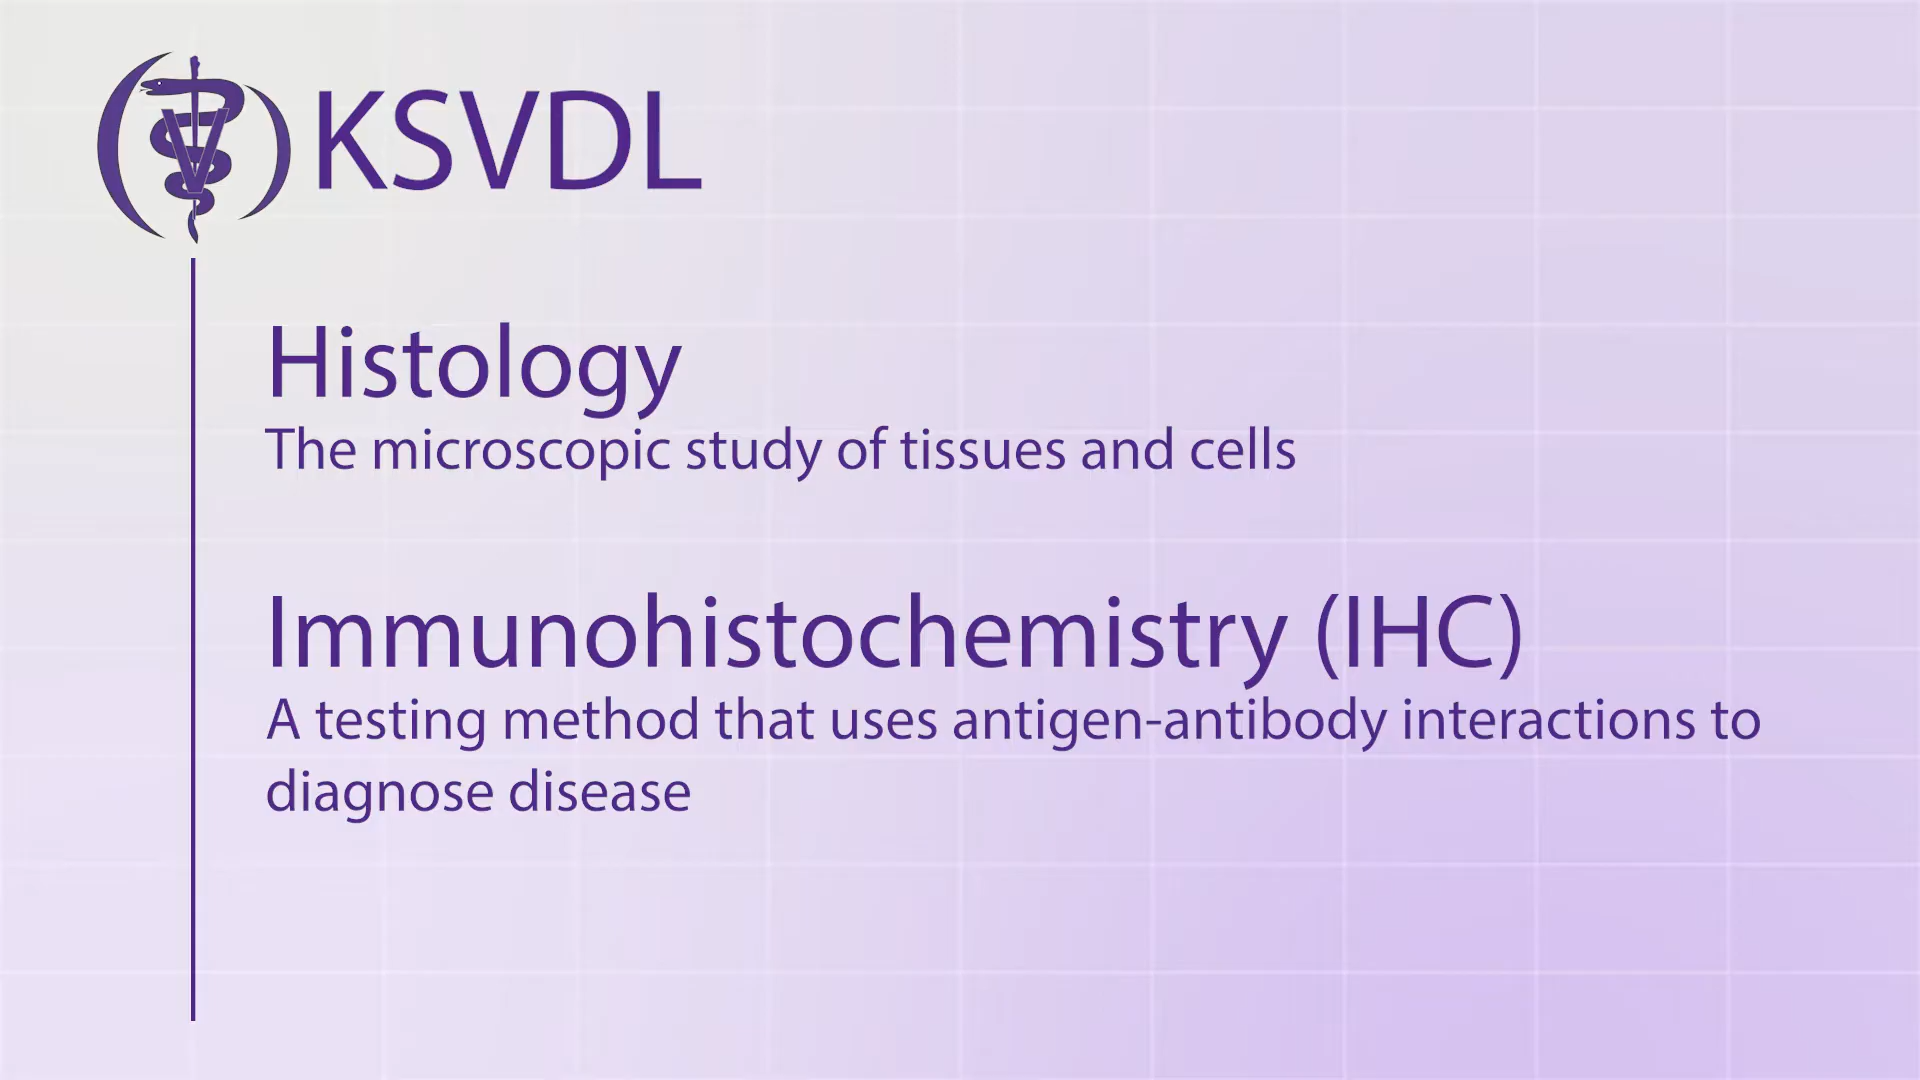 KSVDL
Histology
The microscopic study of tissues and cells
Immunohistochemistry (IHC)
A testing method that uses antigen-antibody interactions to
diagnose disease